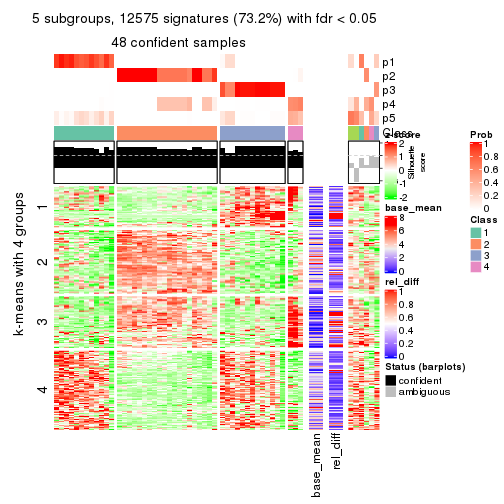 5 subgroups, 12575 signatures (73.2%) with fdr < 0.05
48 confident samples
p1
p2
p3
p4
p5
Class
z-score
2
1
0
-1
-2
Silhouette
score
Prob
1
0.8
0.6
0.4
0.2
0
Class
1
2
3
4
base_mean
8
6
4
2
0
rel_diff
1
0.8
0.6
0.4
0.2
0
Status (barplots)
confident
ambiguous
k-means with 4 groups
1
2
3
4
base_mean
rel_diff